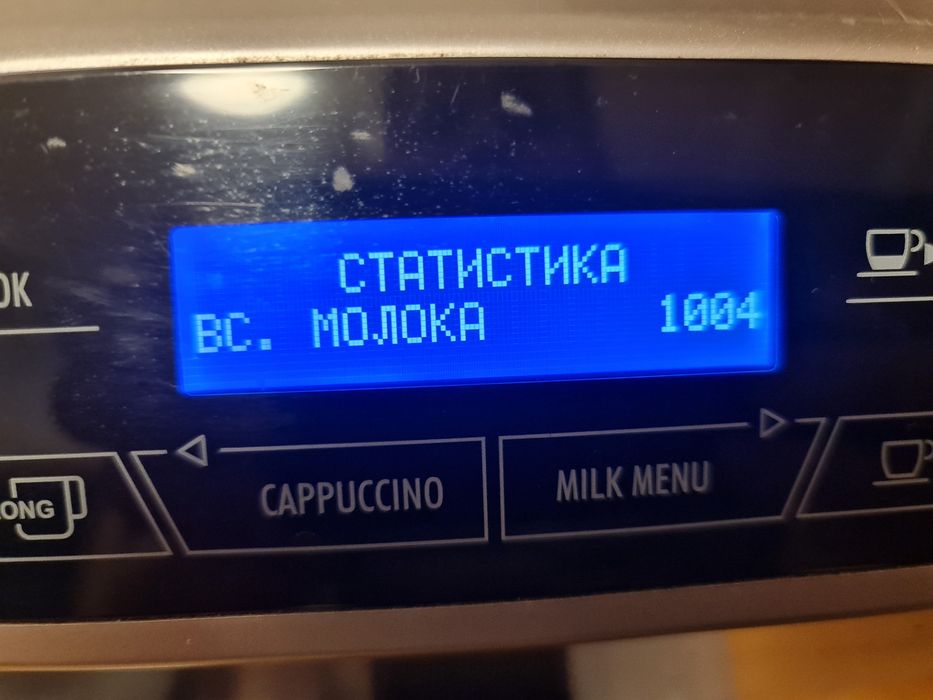 OK
СТАТИСТИКА
ВС. МОЛОКА 1004
CAPPUCCINO
MILK MENU